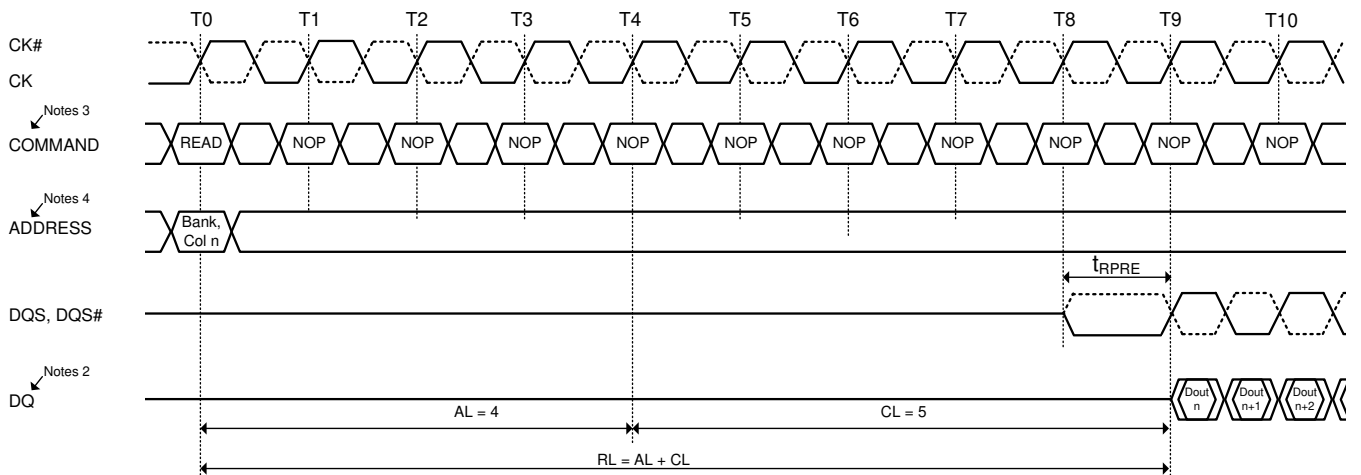 T0 T1 T2 T3 T4 T5 T6 T7 T8 T9 T10
CK#
CK
Notes 3
COMMAND READ NOP NOP NOP NOP NOP NOP NOP NOP NOP NOP
Notes 4
ADDRESS Bank,
Col n
tRPRE
DQS, DQS#
Notes 2
DQ Dout
n Dout
n+1 Dout
n+2
AL = 4 CL = 5
RL = AL + CL